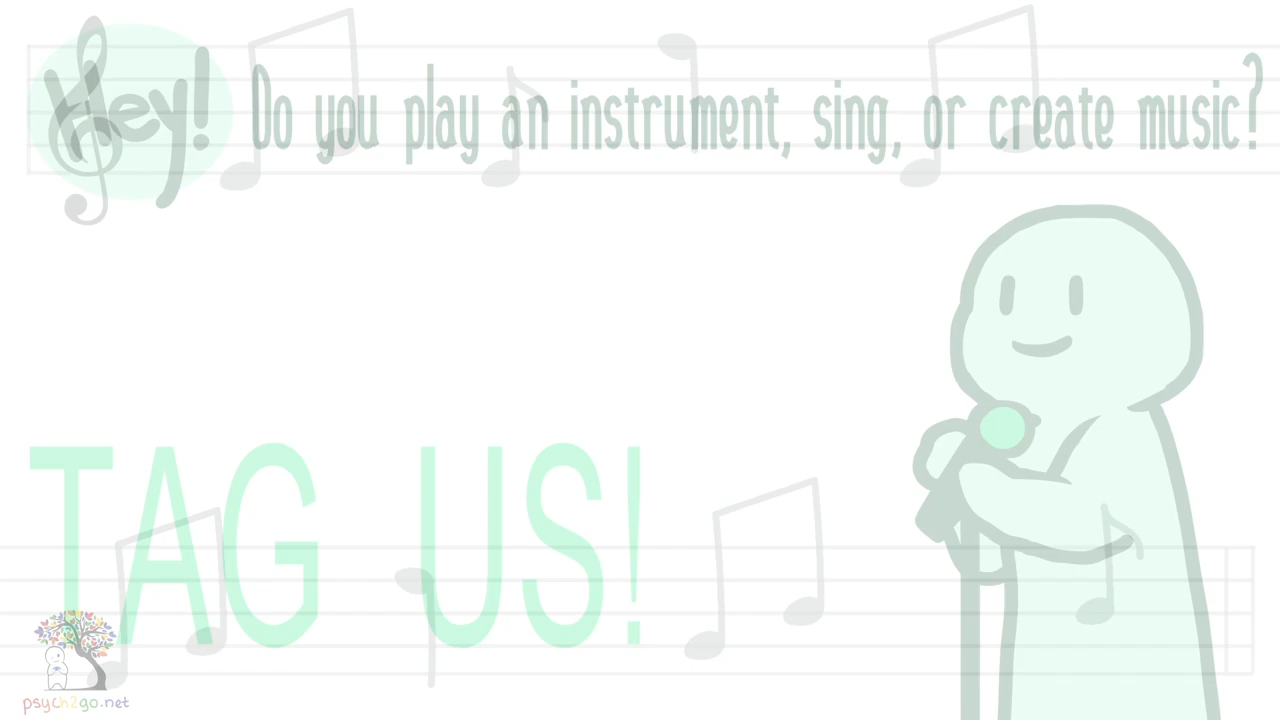 Hey! Do you play an instrument, sing, or create music?
TAG US!
psych2go.net